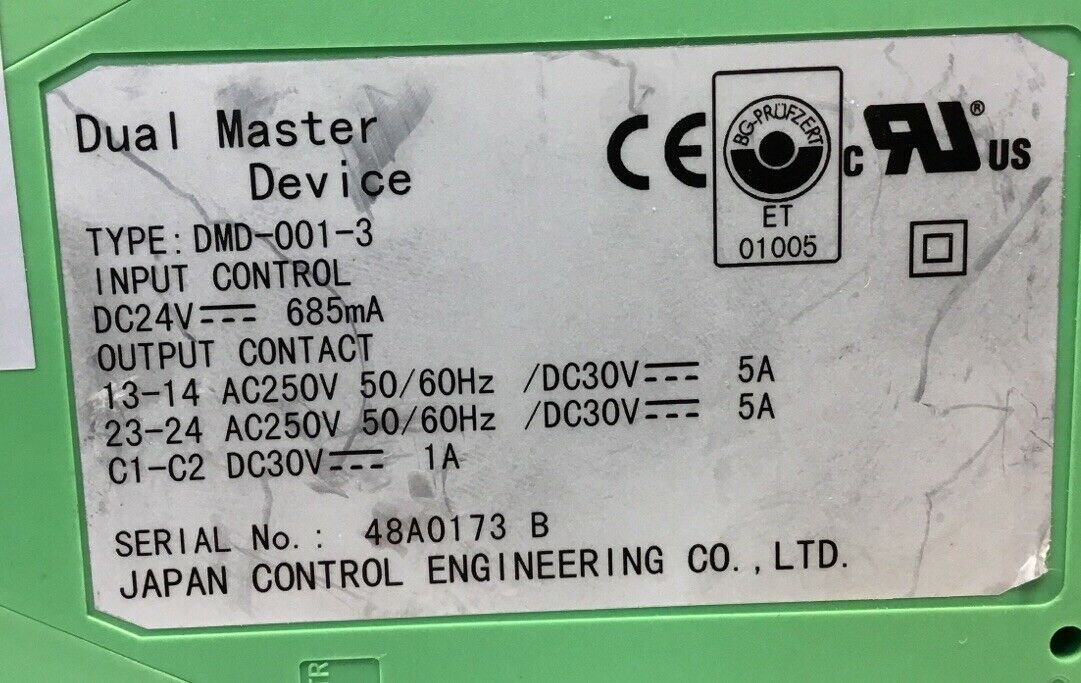 Dual Master
Device
TYPE: DMD-001-3
INPUT CONTROL
DC24V⎓ 685mA
OUTPUT CONTACT
13-14 AC250V 50/60Hz /DC30V⎓ 5A
23-24 AC250V 50/60Hz /DC30V⎓ 5A
C1-C2 DC30V⎓ 1A
SERIAL No.: 48A0173 B
JAPAN CONTROL ENGINEERING CO.,LTD.
CE
BG-PRÜFZERT
ET
01005
C RU® US
TR